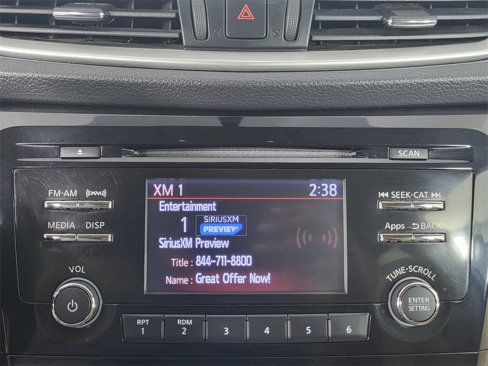 SCAN
FM·AM
XM 1 2:38
SEEK·CAT
Entertainment
1 SIRIUSXM
PREVIEW
MEDIA DISP
Apps BACK
SiriusXM Preview
Title : 844-711-8800
Name : Great Offer Now!
VOL
TUNE·SCROLL
ENTER
SETTING
RPT
1
RDM
2
3
4
5
6